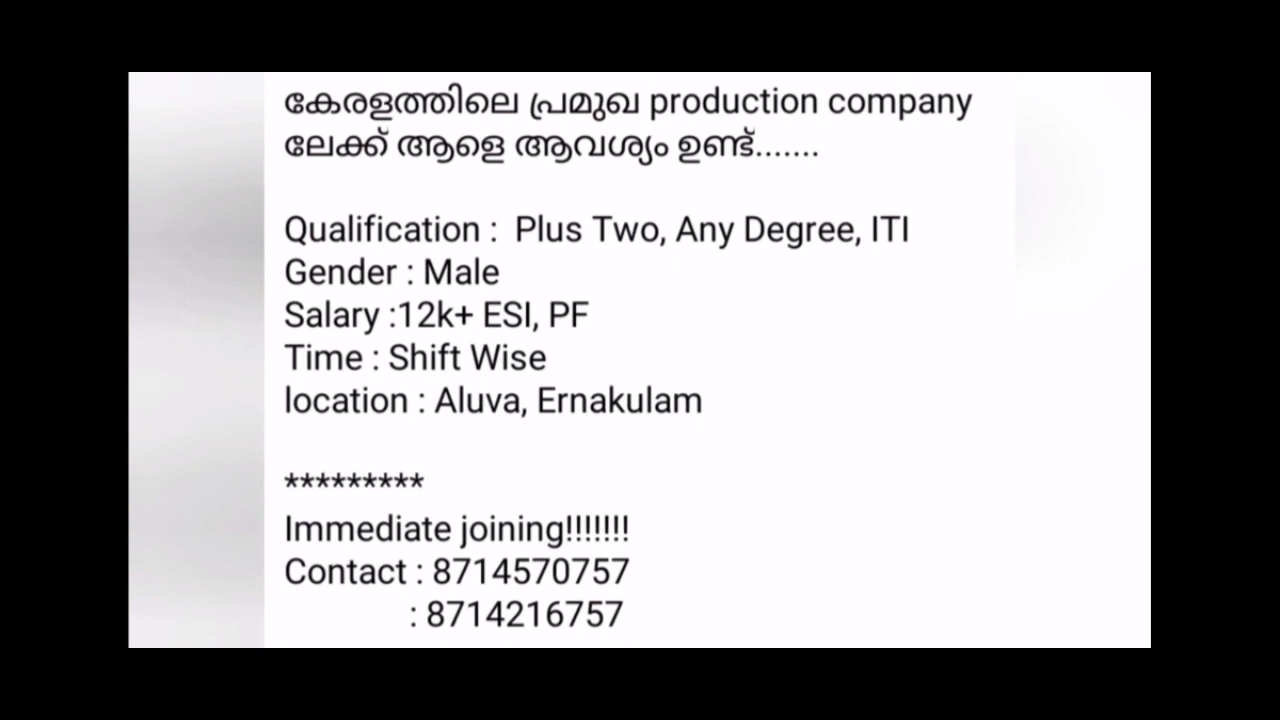 കേരളത്തിലെ പ്രമുഖ production company
ലേക്ക് ആളെ ആവശ്യം ഉണ്ട്.......
Qualification :  Plus Two, Any Degree, ITI
Gender : Male
Salary :12k+ ESI, PF
Time : Shift Wise
location : Aluva, Ernakulam
*********
Immediate joining!!!!!!!
Contact : 8714570757
: 8714216757